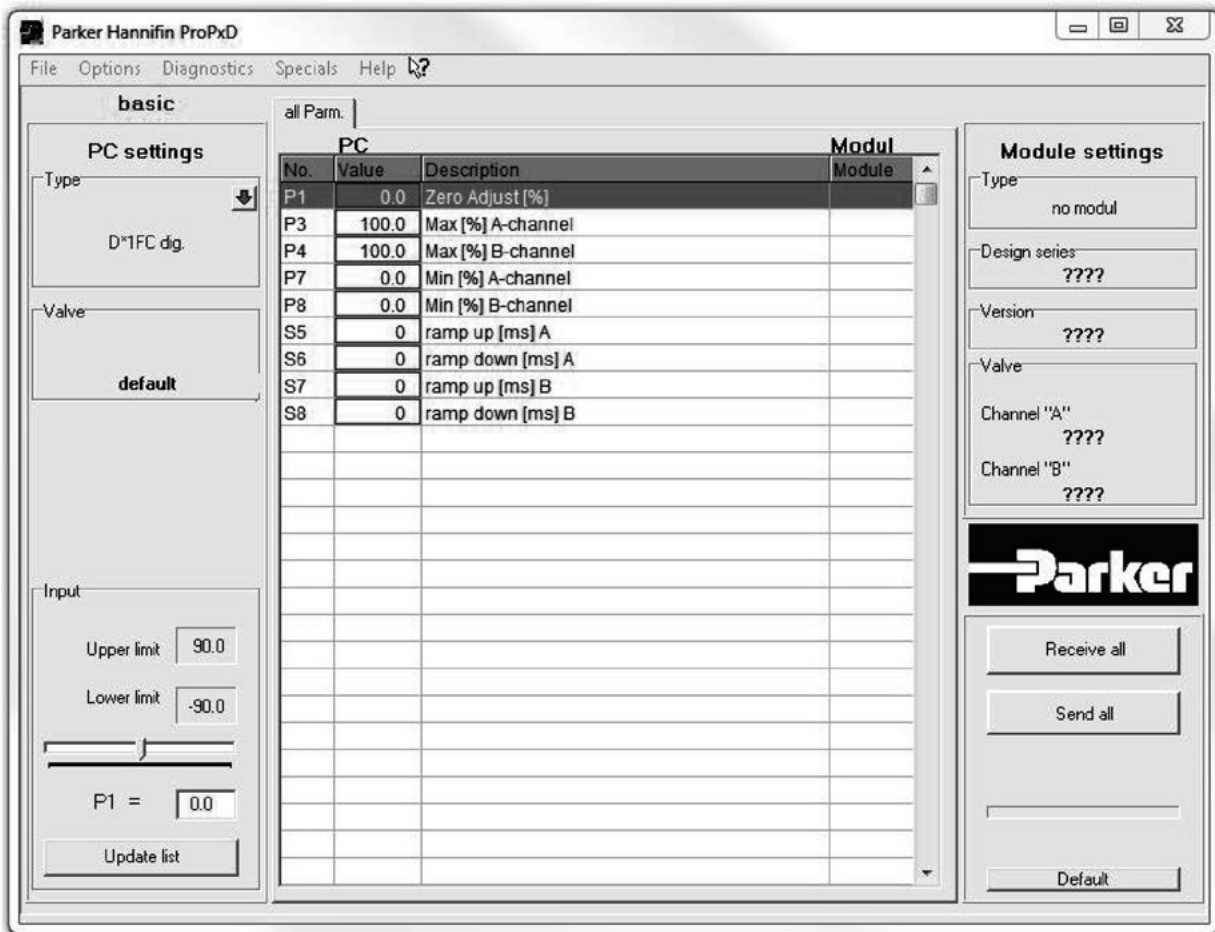 Parker Hannifin ProPxD
File Options Diagnostics Specials Help
basic
PC settings
Type
D*1FC dig.
Valve
default
Input
Upper limit 90.0
Lower limit -90.0
P1 = 0.0
Update list
all Parm.
PC Modul
No. Value Description Module
P1 0.0 Zero Adjust [%]
P3 100.0 Max [%] A-channel
P4 100.0 Max [%] B-channel
P7 0.0 Min [%] A-channel
P8 0.0 Min [%] B-channel
S5 0 ramp up [ms] A
S6 0 ramp down [ms] A
S7 0 ramp up [ms] B
S8 0 ramp down [ms] B
Module settings
Type
no modul
Design series
????
Version
????
Valve
Channel "A"
????
Channel "B"
????
Parker
Receive all
Send all
Default